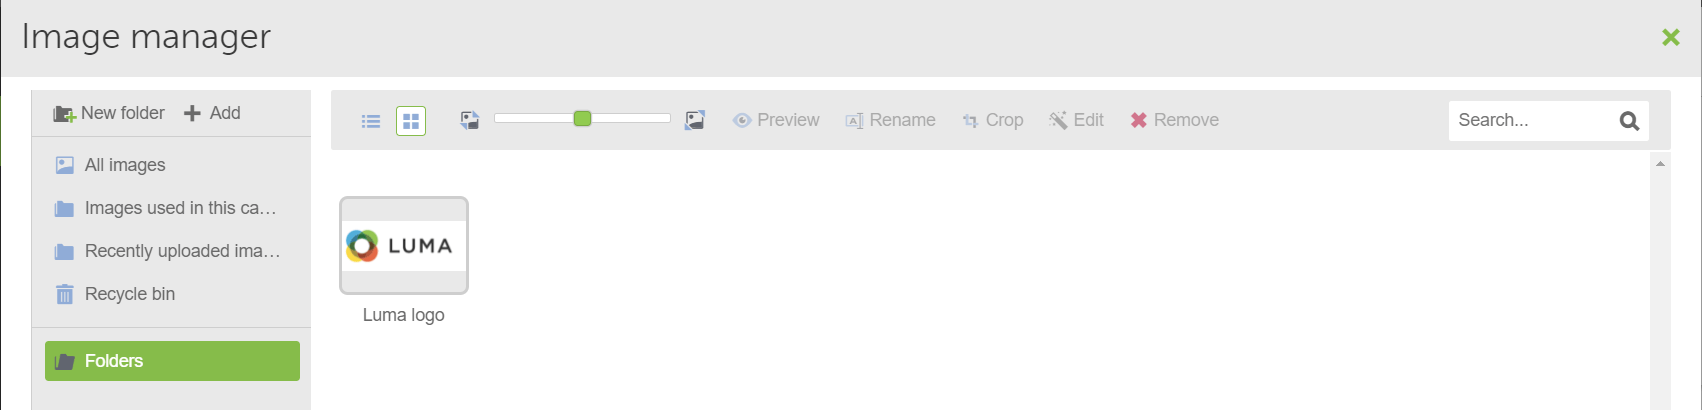 Image manager
New folder Add
All images
Images used in this ca...
Recently uploaded ima...
Recycle bin
Folders
Preview Rename Crop Edit Remove
Search...
LUMA
Luma logo